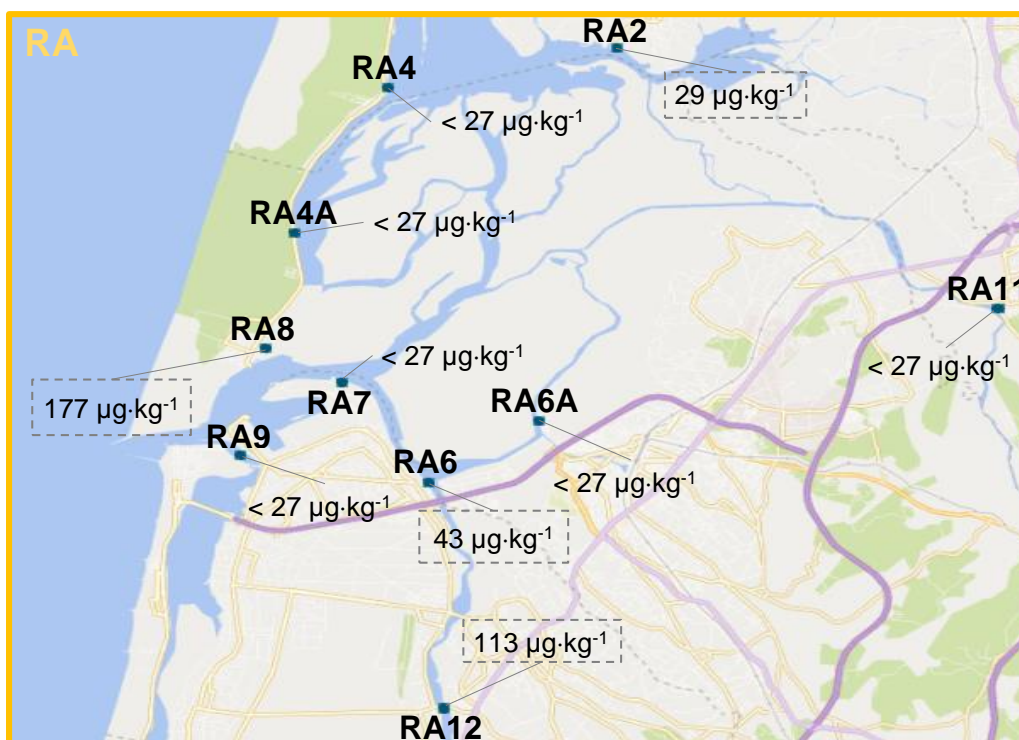 RA
RA2
29 µg·kg⁻¹
RA4
< 27 µg·kg⁻¹
RA4A
< 27 µg·kg⁻¹
RA11
< 27 µg·kg⁻¹
RA8
177 µg·kg⁻¹
< 27 µg·kg⁻¹
RA7
RA6A
< 27 µg·kg⁻¹
RA9
< 27 µg·kg⁻¹
RA6
43 µg·kg⁻¹
113 µg·kg⁻¹
RA12